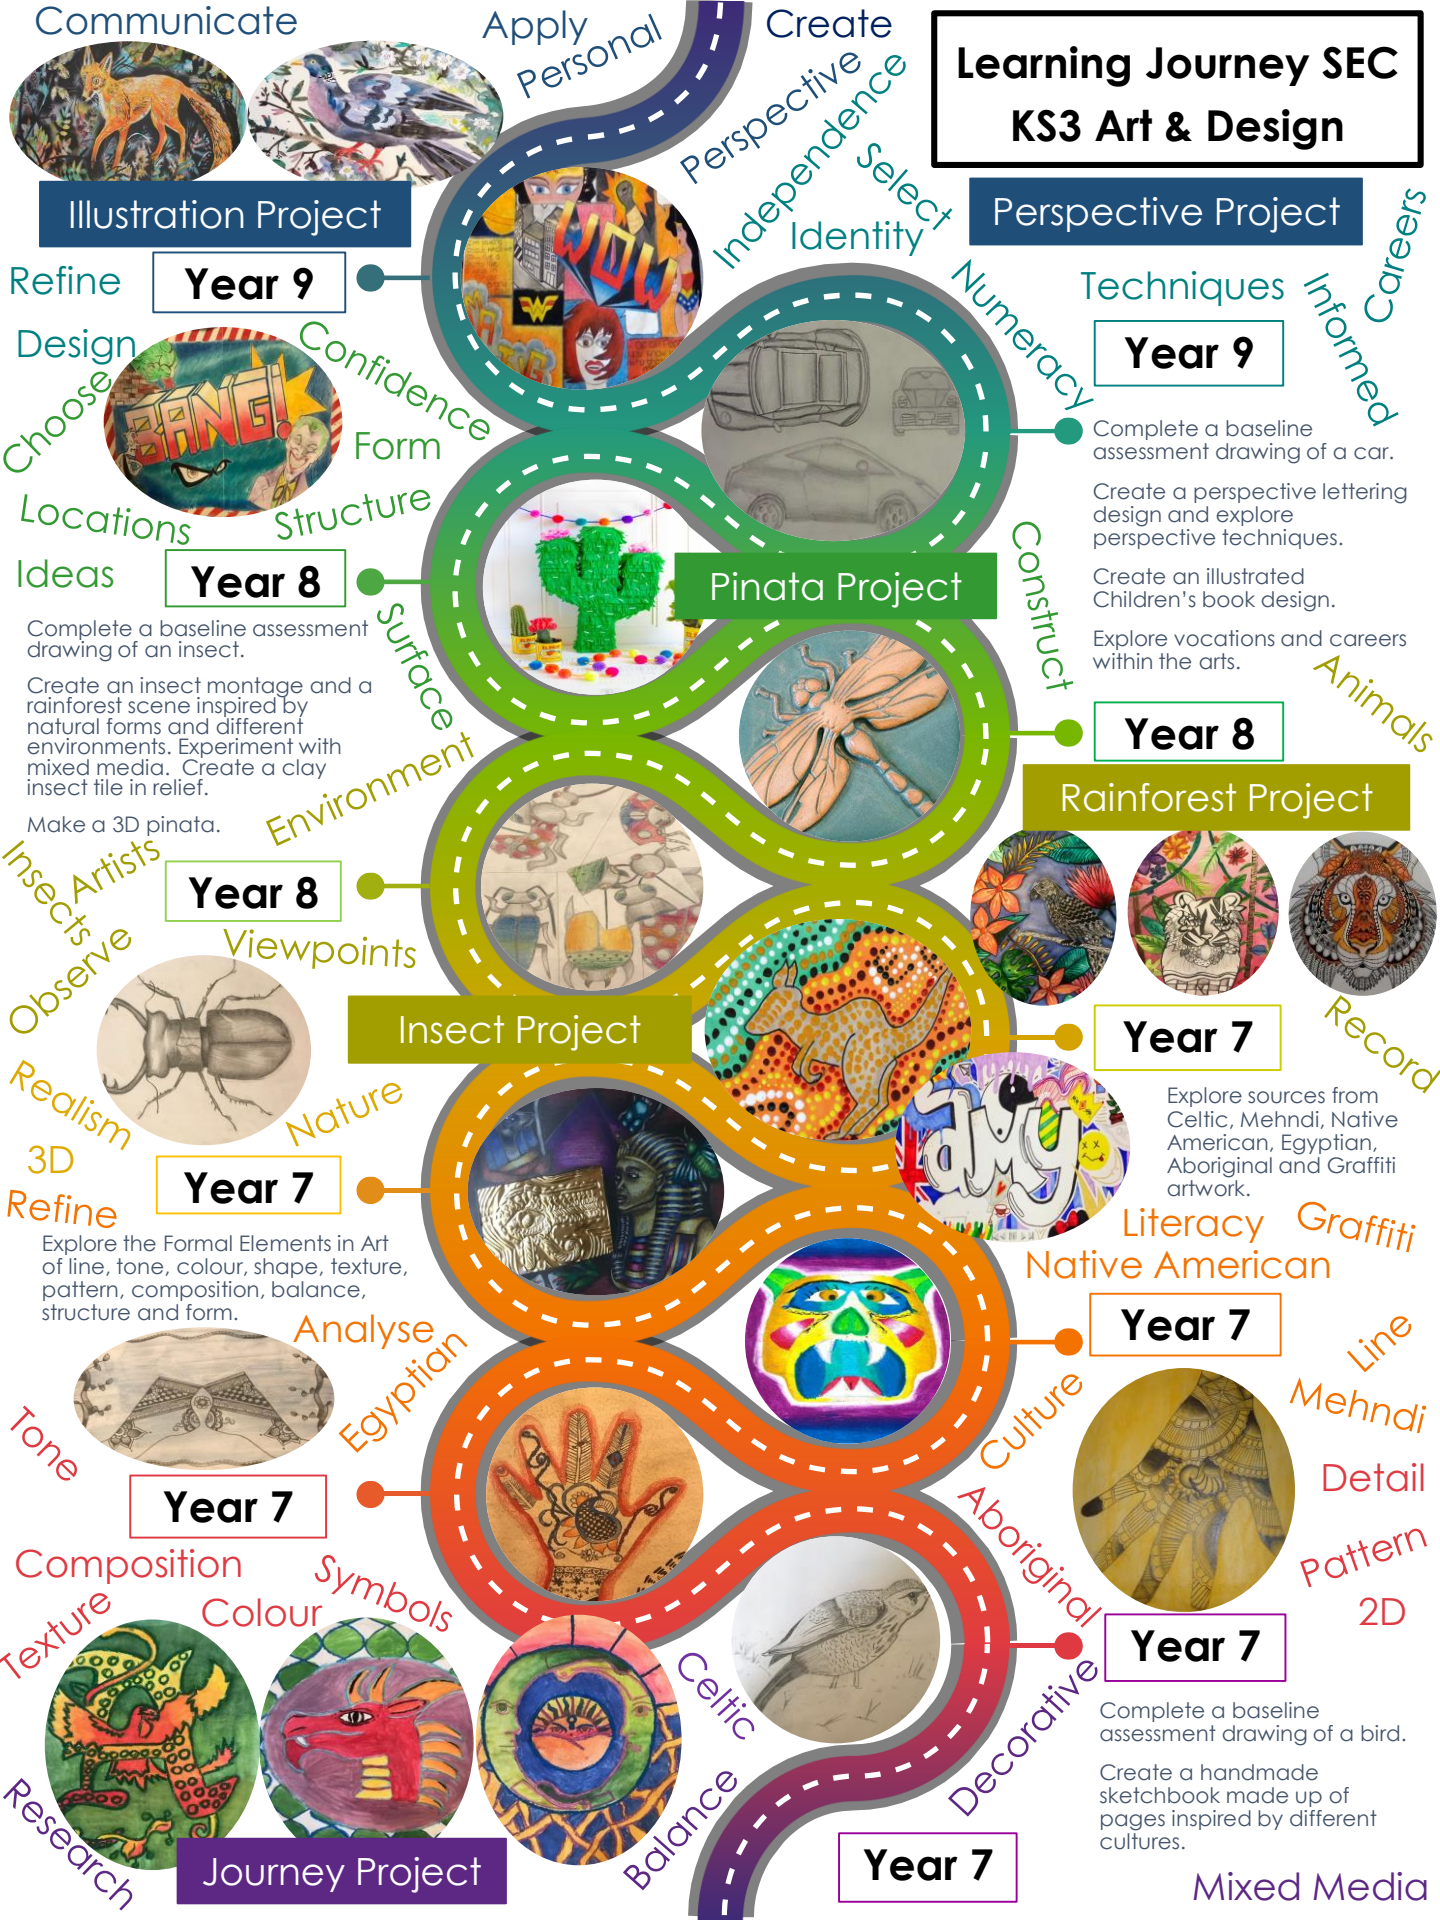 Communicate
Apply
Personal
Create
Perspective
Independence
Select
Identity
Learning Journey SEC
KS3 Art & Design
Illustration Project
Perspective Project
Careers
Refine
Year 9
WOW
Numeracy
Techniques
Informed
Year 9
Design
Choose
BANG!
Confidence
Form
Locations
Structure
Complete a baseline
assessment drawing of a car.
Create a perspective lettering
design and explore
perspective techniques.
Create an illustrated
Children's book design.
Explore vocations and careers
within the arts.
Ideas
Year 8
Pinata Project
Construct
Surface
Complete a baseline assessment
drawing of an insect.
Create an insect montage and a
rainforest scene inspired by
natural forms and different
environments. Experiment with
mixed media.  Create a clay
insect tile in relief.
Make a 3D pinata.
Environment
Animals
Year 8
Rainforest Project
Insects
Artists
Year 8
Observe
Viewpoints
Insect Project
Year 7
Record
Realism
Nature
3D
Refine
Year 7
amy
Explore sources from
Celtic, Mehndi, Native
American, Egyptian,
Aboriginal and Graffiti
artwork.
Literacy
Graffiti
Native American
Explore the Formal Elements in Art
of line, tone, colour, shape, texture,
pattern, composition, balance,
structure and form.
Analyse
Egyptian
Year 7
Line
Culture
Mehndi
Tone
Year 7
Detail
Aboriginal
Pattern
2D
Composition
Symbols
Texture
Colour
Year 7
Celtic
Decorative
Complete a baseline
assessment drawing of a bird.
Create a handmade
sketchbook made up of
pages inspired by different
cultures.
Research
Balance
Journey Project
Year 7
Mixed Media